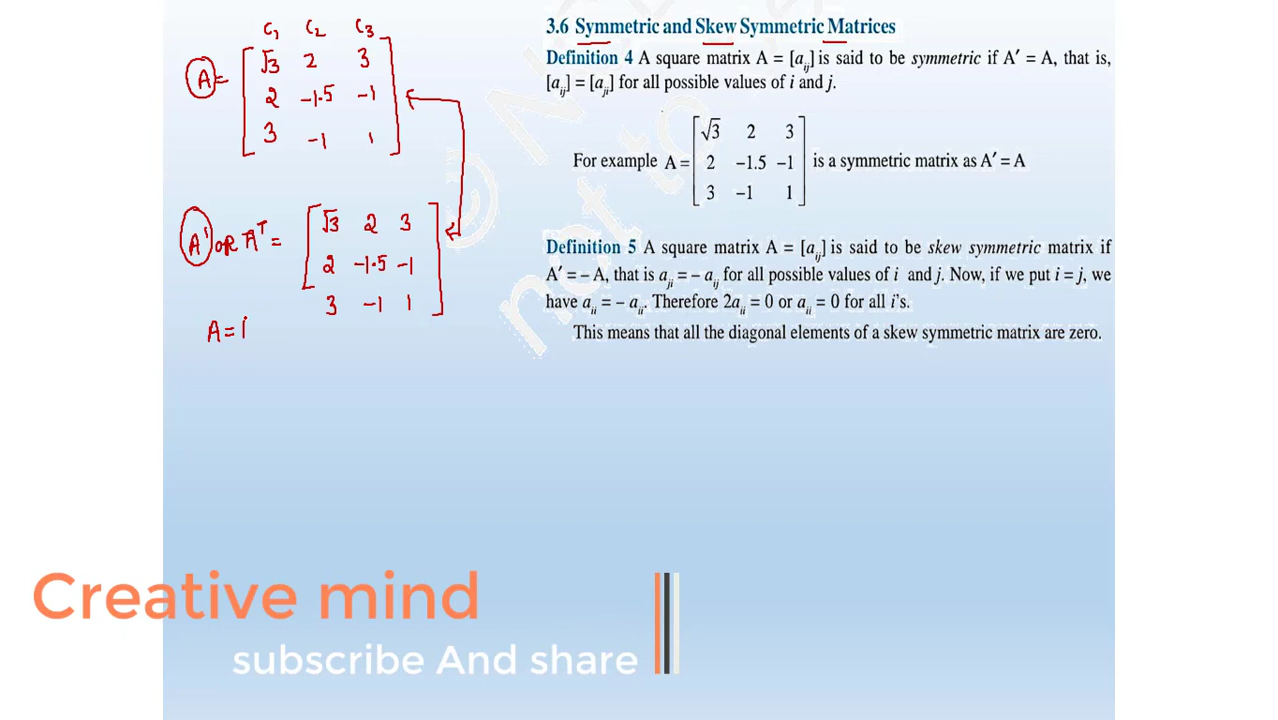 C₁ C₂ C₃
A = [ √3 2 3
2 -1.5 -1
3 -1 1 ]
A' OR Aᵀ = [ √3 2 3
2 -1.5 -1
3 -1 1 ]
A =
3.6 Symmetric and Skew Symmetric Matrices
Definition 4 A square matrix A = [aᵢⱼ] is said to be symmetric if A′ = A, that is,
[aᵢⱼ] = [aⱼᵢ] for all possible values of i and j.
√3 2 3
For example A = 2 −1.5 −1 is a symmetric matrix as A′ = A
3 −1 1
Definition 5 A square matrix A = [aᵢⱼ] is said to be skew symmetric matrix if
A′ = − A, that is aⱼᵢ = − aᵢⱼ for all possible values of i and j. Now, if we put i = j, we
have aᵢᵢ = − aᵢᵢ. Therefore 2aᵢᵢ = 0 or aᵢᵢ = 0 for all i's.
This means that all the diagonal elements of a skew symmetric matrix are zero.
not to
Creative mind
subscribe And share